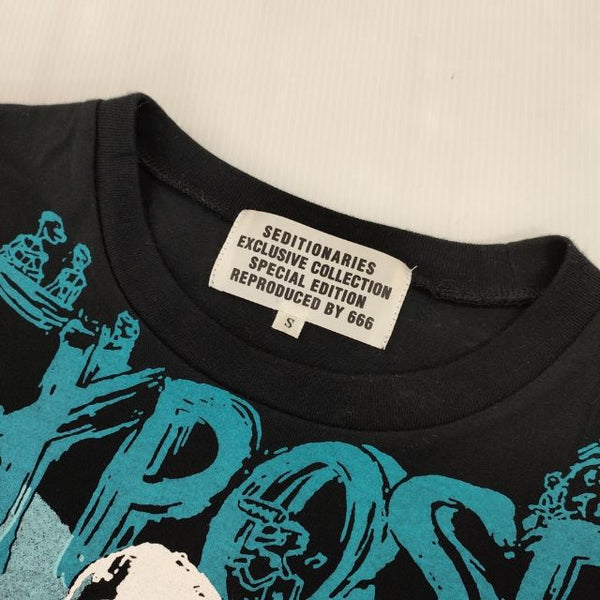 SEDITIONARIES
EXCLUSIVE COLLECTION
SPECIAL EDITION
REPRODUCED BY 666
S